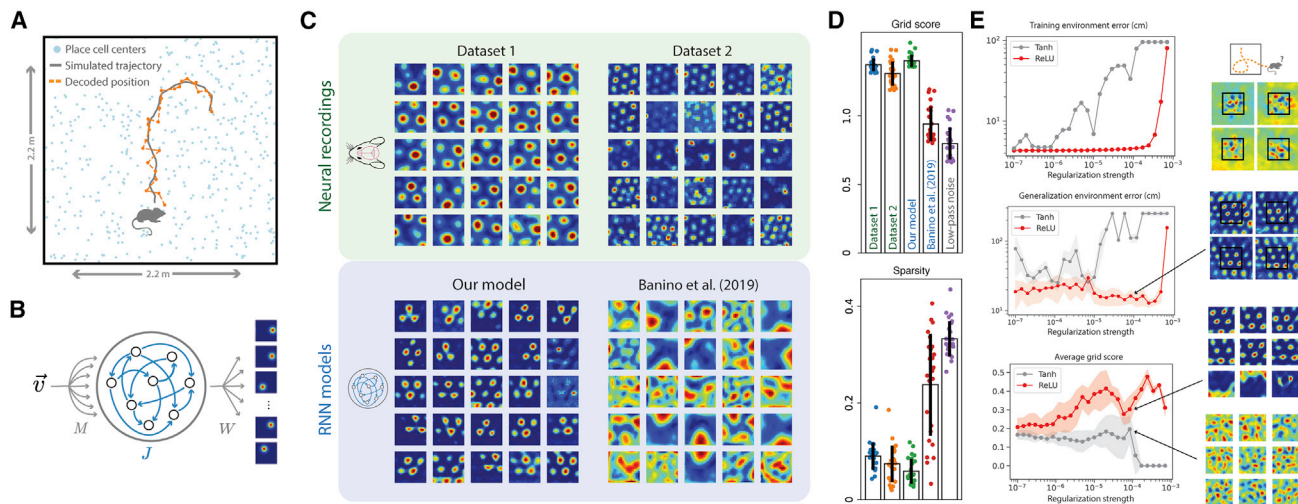 A
Place cell centers
Simulated trajectory
Decoded position
2.2 m
2.2 m
B
v
M
J
W
...
C
Neural recordings
Dataset 1
Dataset 2
RNN models
Our model
Banino et al. (2019)
D
Grid score
1.0
0.5
0
Dataset 1
Dataset 2
Our model
Banino et al. (2019)
Low-pass noise
Sparsity
0.4
0.2
0
E
Training environment error (cm)
Tanh
ReLU
10²
10¹
10⁻⁷ 10⁻⁶ 10⁻⁵ 10⁻⁴ 10⁻³
Regularization strength
Generalization environment error (cm)
Tanh
ReLU
10²
10¹
10⁻⁷ 10⁻⁶ 10⁻⁵ 10⁻⁴ 10⁻³
Regularization strength
Average grid score
Tanh
ReLU
0.5
0.4
0.3
0.2
0.1
0.0
10⁻⁷ 10⁻⁶ 10⁻⁵ 10⁻⁴ 10⁻³
Regularization strength